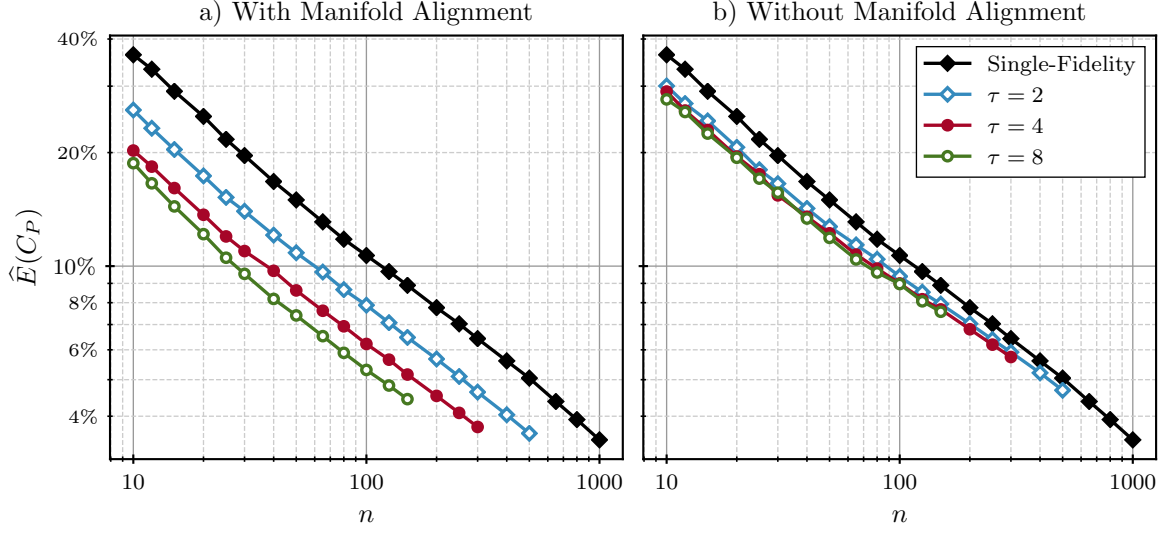 a) With Manifold Alignment
b) Without Manifold Alignment
40%
20%
10%
8%
6%
4%
Ê(C_P)
10
100
1000
n
10
100
1000
n
Single-Fidelity
τ = 2
τ = 4
τ = 8